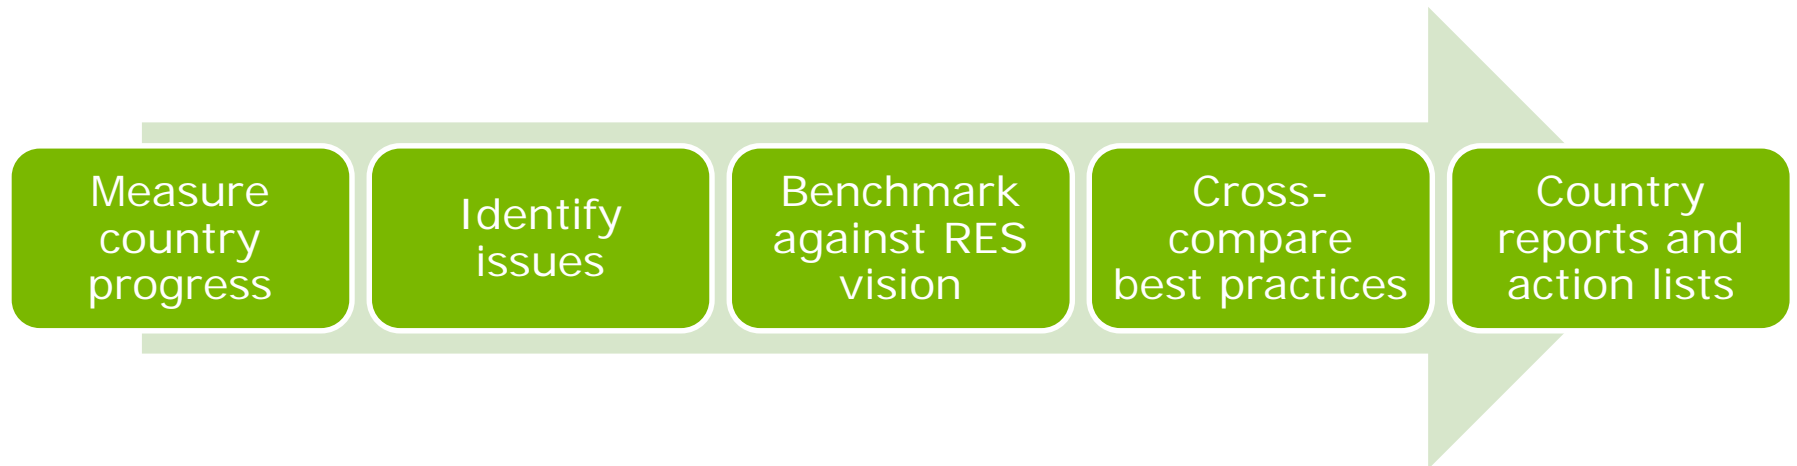 Measure
country
progress
Identify
issues
Benchmark
against RES
vision
Cross-
compare
best practices
Country
reports and
action lists